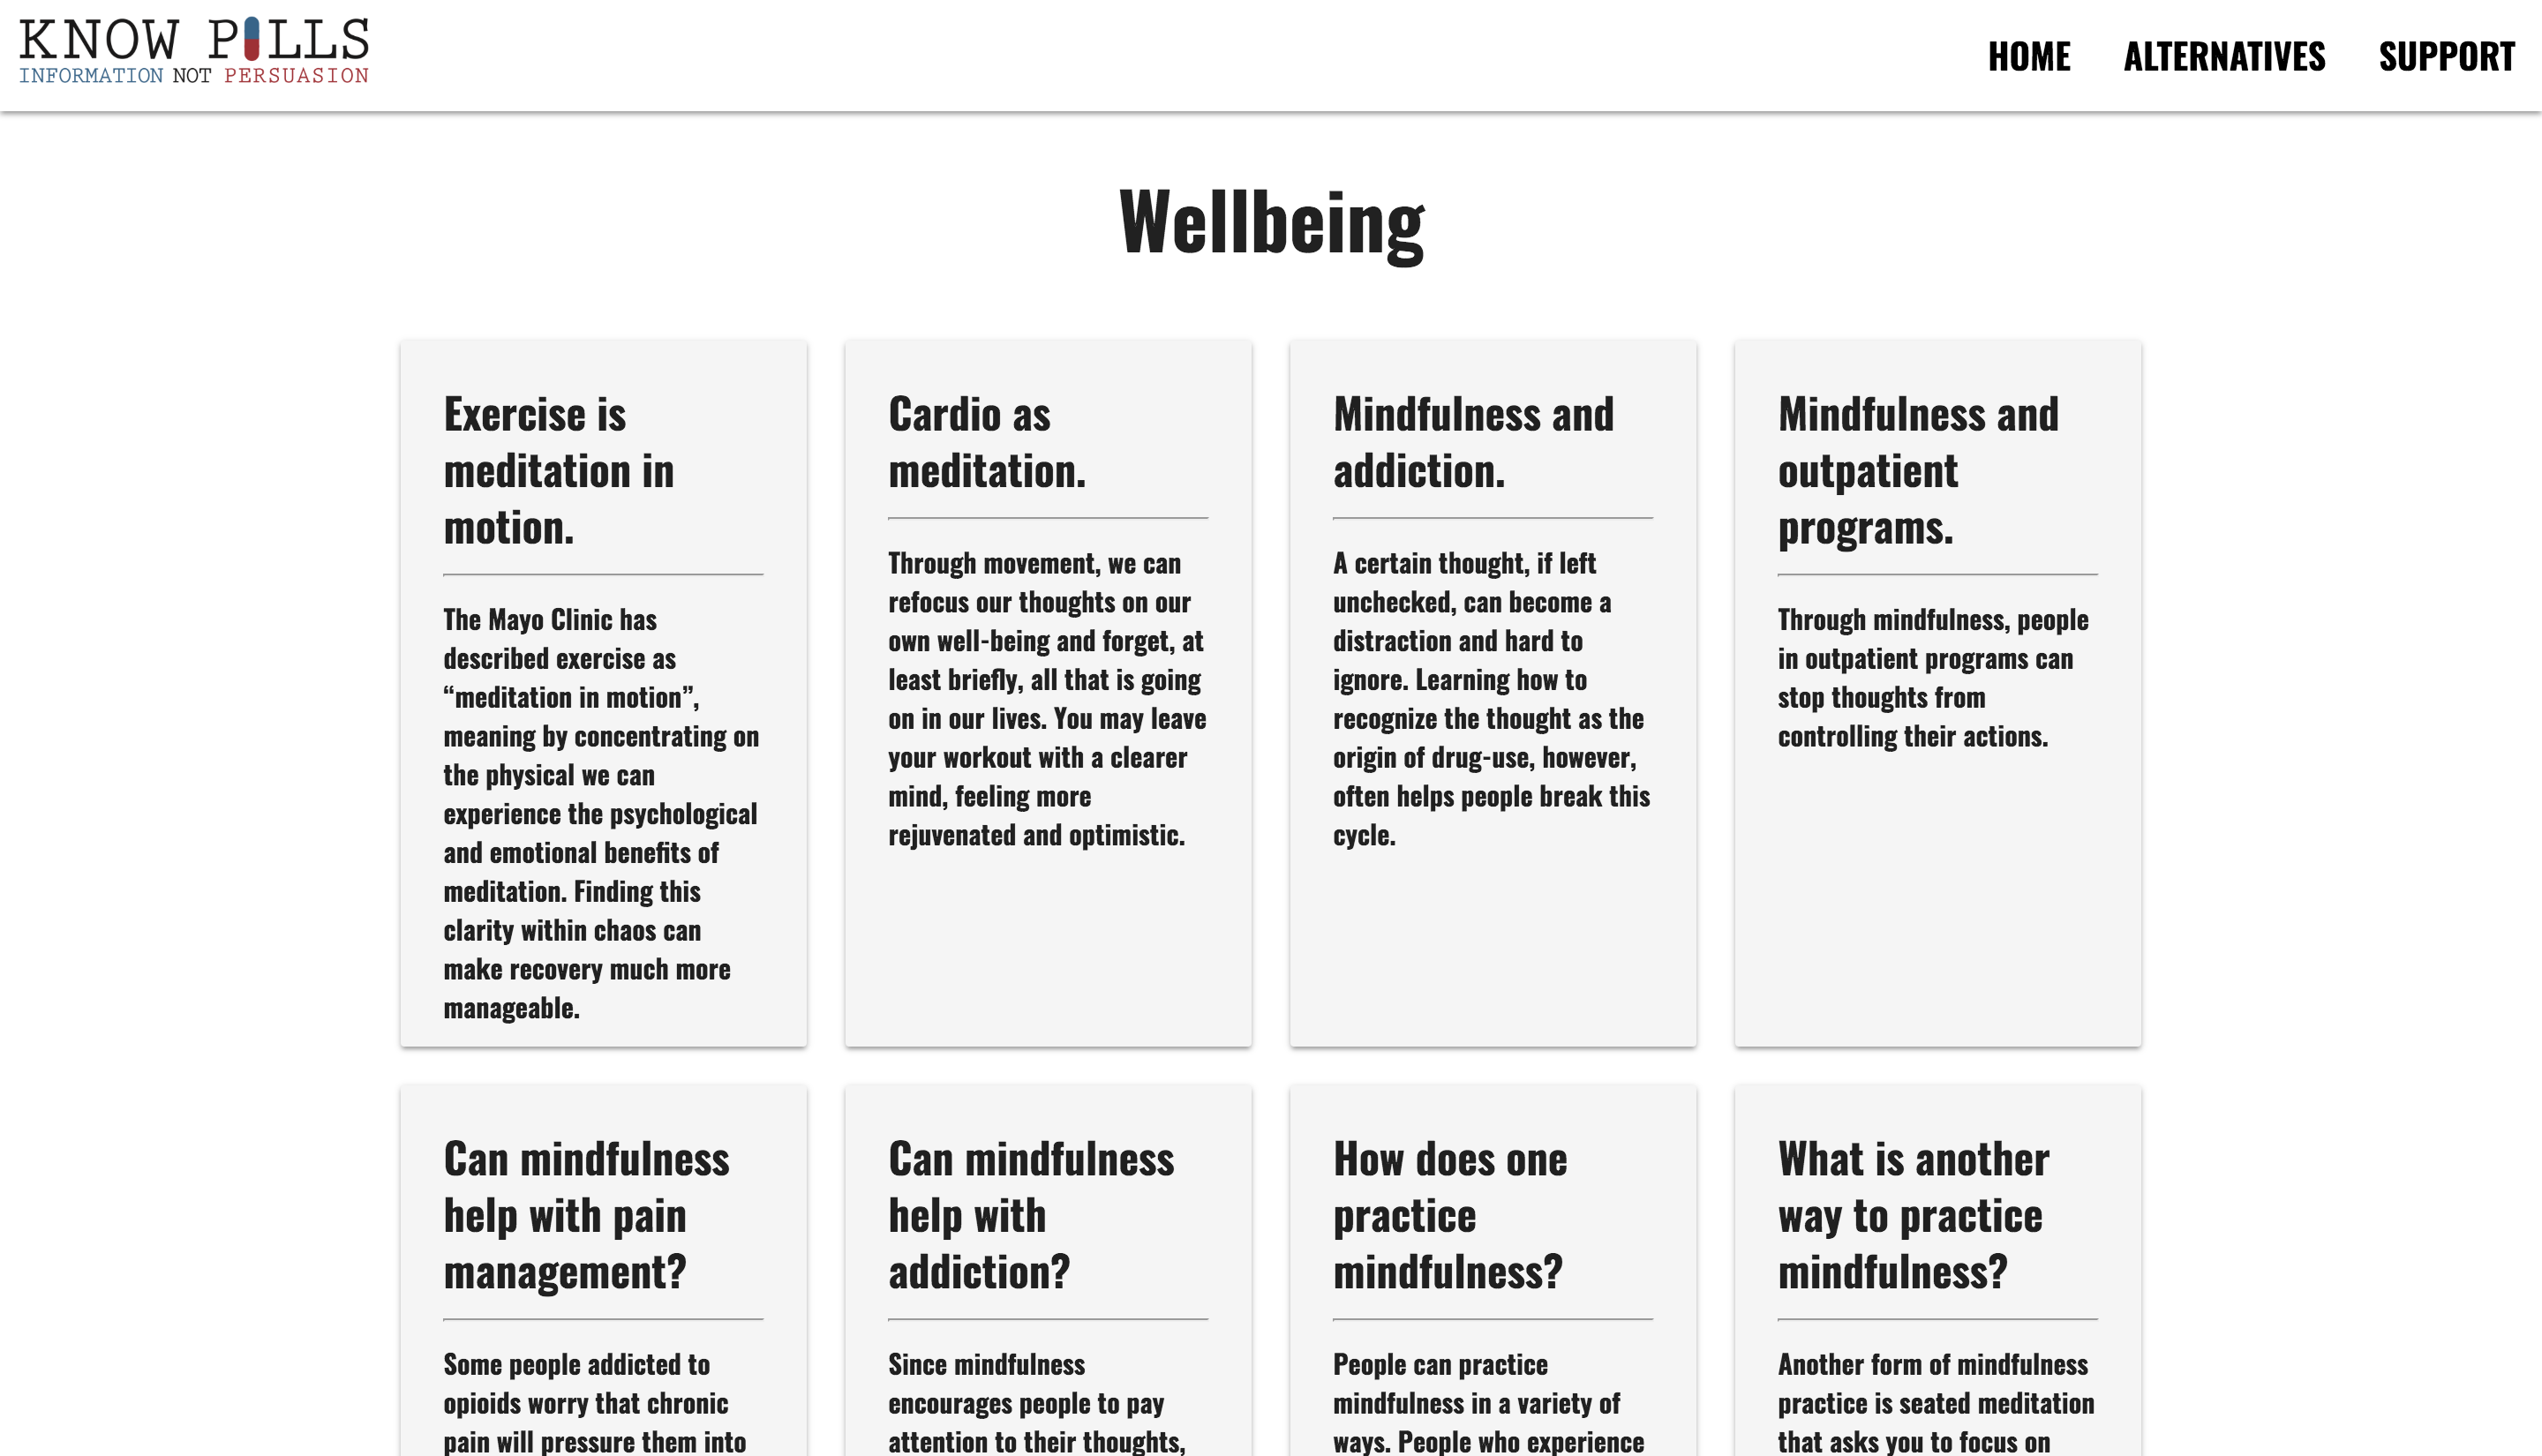 KNOW PILLS
INFORMATION NOT PERSUASION
HOME ALTERNATIVES SUPPORT
Wellbeing
Exercise is
meditation in
motion.
The Mayo Clinic has
described exercise as
“meditation in motion”,
meaning by concentrating on
the physical we can
experience the psychological
and emotional benefits of
meditation. Finding this
clarity within chaos can
make recovery much more
manageable.
Cardio as
meditation.
Through movement, we can
refocus our thoughts on our
own well-being and forget, at
least briefly, all that is going
on in our lives. You may leave
your workout with a clearer
mind, feeling more
rejuvenated and optimistic.
Mindfulness and
addiction.
A certain thought, if left
unchecked, can become a
distraction and hard to
ignore. Learning how to
recognize the thought as the
origin of drug-use, however,
often helps people break this
cycle.
Mindfulness and
outpatient
programs.
Through mindfulness, people
in outpatient programs can
stop thoughts from
controlling their actions.
Can mindfulness
help with pain
management?
Some people addicted to
opioids worry that chronic
pain will pressure them into
Can mindfulness
help with
addiction?
Since mindfulness
encourages people to pay
attention to their thoughts,
How does one
practice
mindfulness?
People can practice
mindfulness in a variety of
ways. People who experience
What is another
way to practice
mindfulness?
Another form of mindfulness
practice is seated meditation
that asks you to focus on